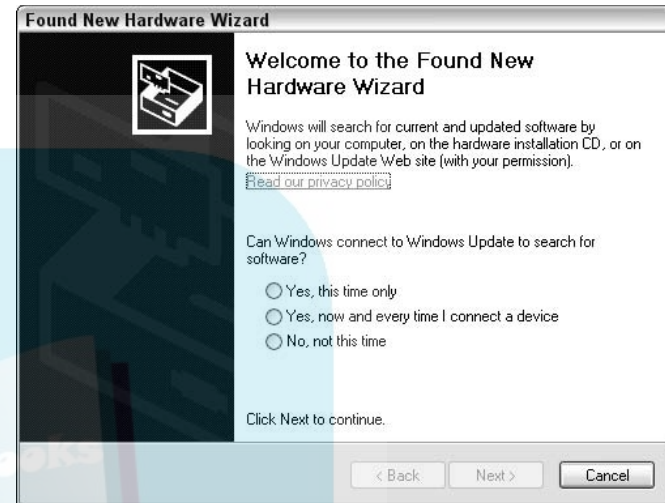 Found New Hardware Wizard
Welcome to the Found New
Hardware Wizard
Windows will search for current and updated software by
looking on your computer, on the hardware installation CD, or on
the Windows Update Web site (with your permission).
Read our privacy policy
Can Windows connect to Windows Update to search for
software?
Yes, this time only
Yes, now and every time I connect a device
No, not this time
Click Next to continue.
< Back
Next >
Cancel